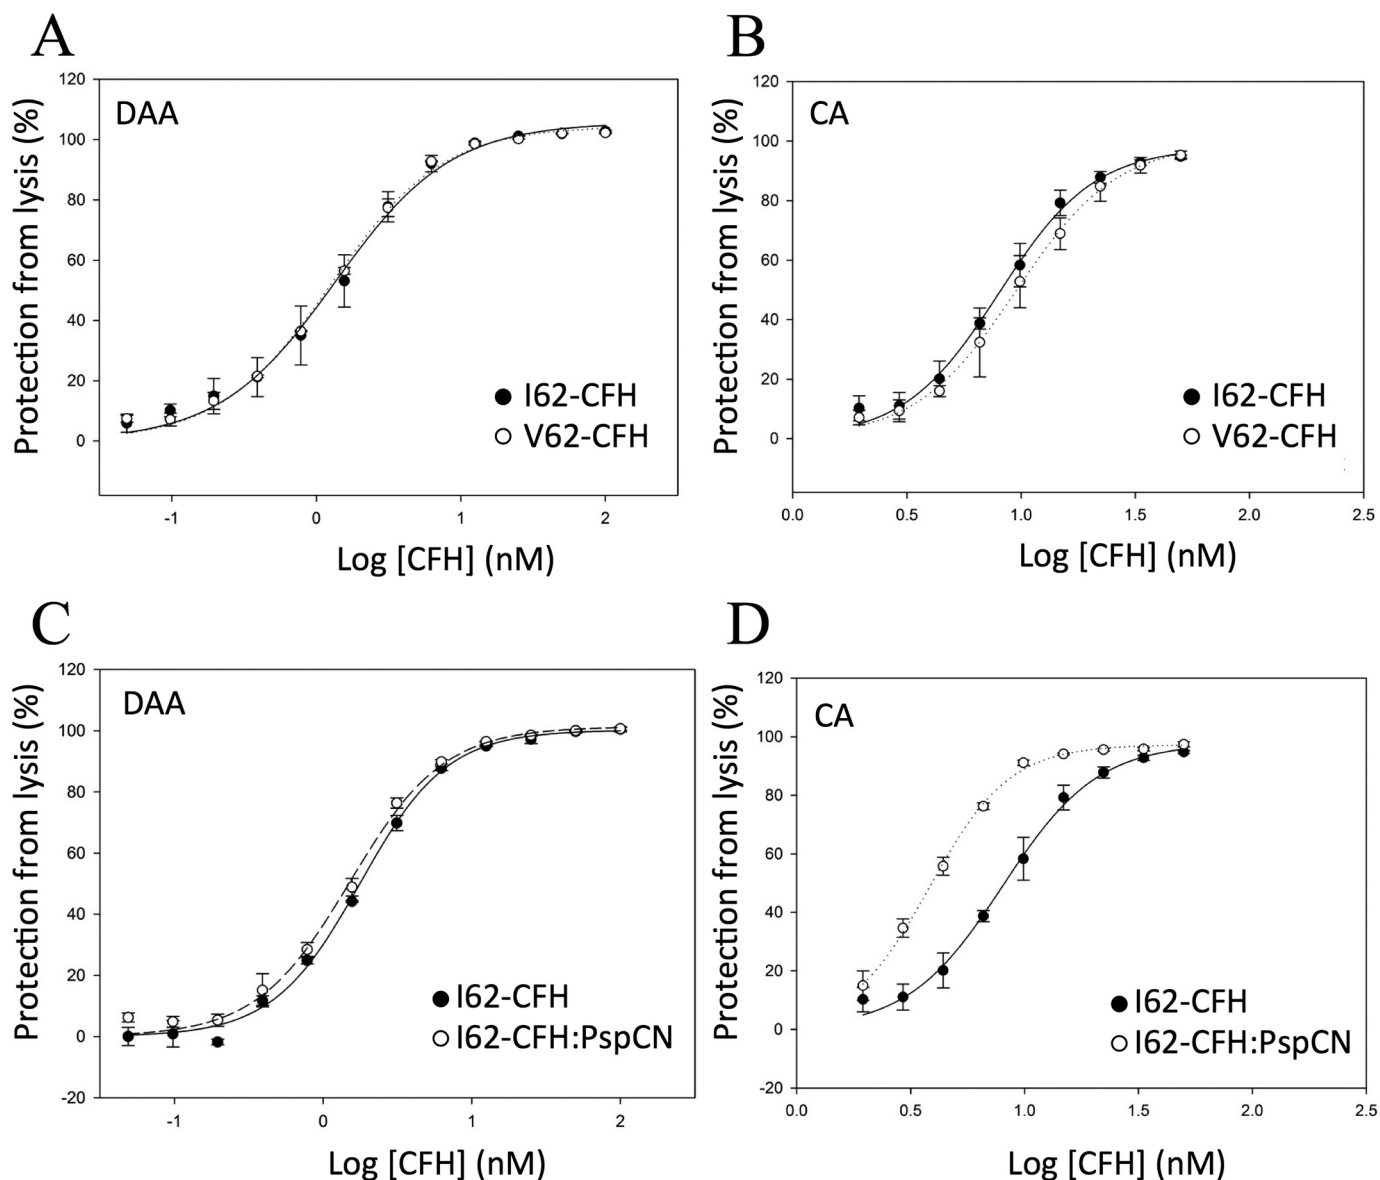 A
B
Protection from lysis (%)
120
100
80
60
40
20
0
DAA
I62-CFH
V62-CFH
-1 0 1 2
Log [CFH] (nM)
Protection from lysis (%)
120
100
80
60
40
20
0
CA
I62-CFH
V62-CFH
0.0 0.5 1.0 1.5 2.0 2.5
Log [CFH] (nM)
C
D
Protection from lysis (%)
120
100
80
60
40
20
0
-20
DAA
I62-CFH
I62-CFH:PspCN
-1 0 1 2
Log [CFH] (nM)
Protection from lysis (%)
120
100
80
60
40
20
0
-20
CA
I62-CFH
I62-CFH:PspCN
0.0 0.5 1.0 1.5 2.0 2.5
Log [CFH] (nM)